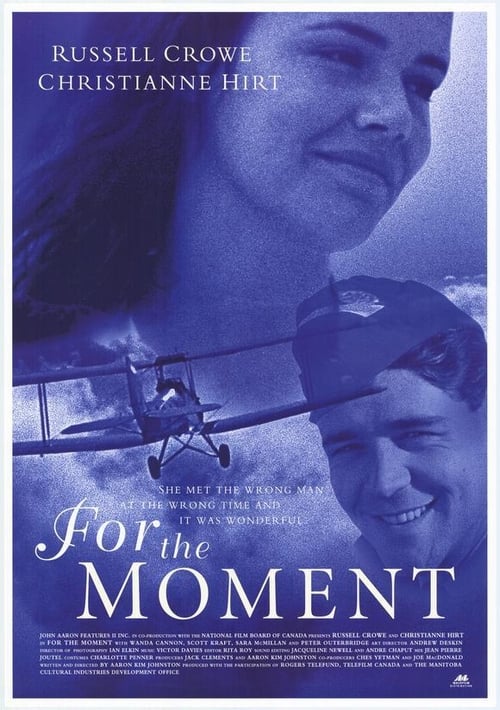 RUSSELL CROWE
CHRISTIANNE HIRT
SHE MET THE WRONG MAN
AT THE WRONG TIME AND
IT WAS WONDERFUL.
For the
MOMENT
JOHN AARON FEATURES II INC. IN CO-PRODUCTION WITH THE NATIONAL FILM BOARD OF CANADA PRESENTS RUSSELL CROWE AND CHRISTIANNE HIRT
IN FOR THE MOMENT WITH WANDA CANNON, SCOTT KRAFT, SARA McMILLAN AND PETER OUTERBRIDGE ART DIRECTOR ANDREW DESKIN
DIRECTOR OF PHOTOGRAPHY IAN ELKIN MUSIC VICTOR DAVIES EDITOR RITA ROY SOUND EDITING JACQUELINE NEWELL AND ANDRE CHAPUT MIX JEAN PIERRE
JOUTEL COSTUMES CHARLOTTE PENNER PRODUCERS JACK CLEMENTS AND AARON KIM JOHNSTON CO-PRODUCERS CHES YETMAN AND JOE MacDONALD
WRITTEN AND DIRECTED BY AARON KIM JOHNSTON PRODUCED WITH THE PARTICIPATION OF ROGERS TELEFUND, TELEFILM CANADA AND THE MANITOBA
CULTURAL INDUSTRIES DEVELOPMENT OFFICE